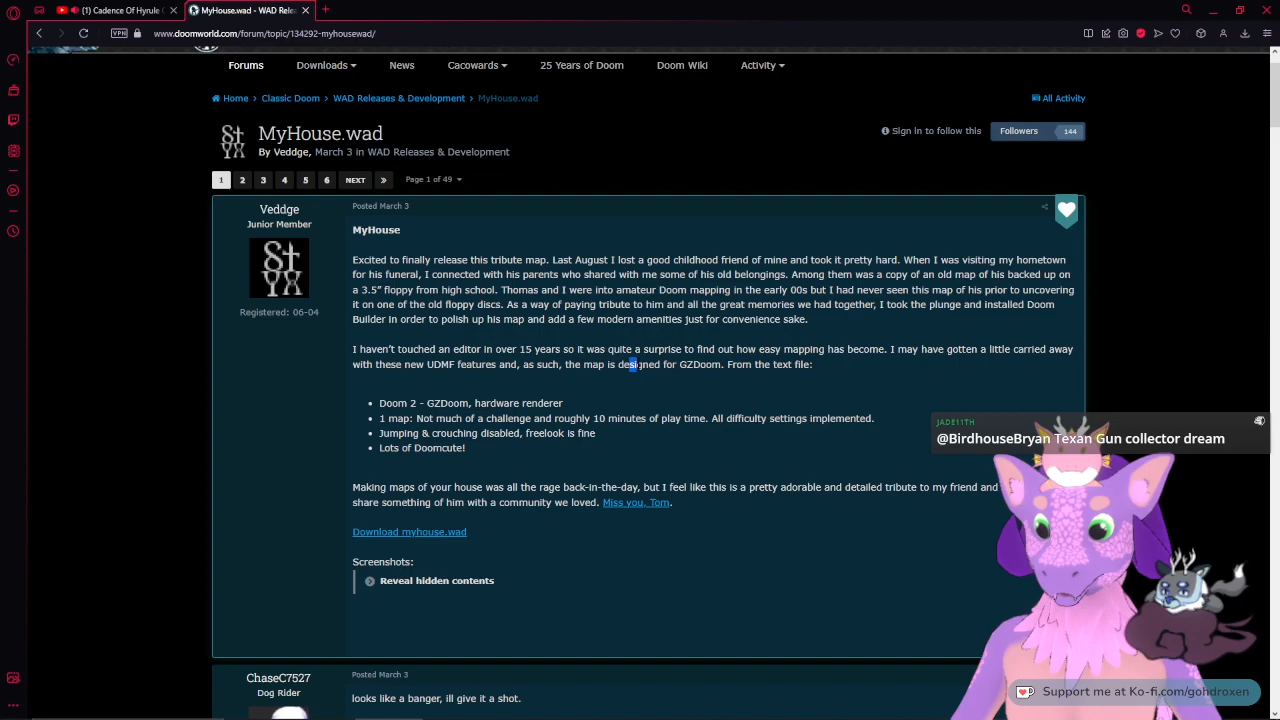 (1) Cadence Of Hyrule
MyHouse.wad - WAD Relea
VPN
www.doomworld.com/forum/topic/134292-myhousewad/
Forums
Downloads
News
Cacowards
25 Years of Doom
Doom Wiki
Activity
Home > Classic Doom > WAD Releases & Development > MyHouse.wad
All Activity
MyHouse.wad
By Veddge, March 3 in WAD Releases & Development
Sign in to follow this
Followers 144
1 2 3 4 5 6 NEXT » Page 1 of 49
Veddge
Junior Member
Registered: 06-04
Posted March 3
MyHouse
Excited to finally release this tribute map. Last August I lost a good childhood friend of mine and took it pretty hard. When I was visiting my hometown
for his funeral, I connected with his parents who shared with me some of his old belongings. Among them was a copy of an old map of his backed up on
a 3.5” floppy from high school. Thomas and I were into amateur Doom mapping in the early 00s but I had never seen this map of his prior to uncovering
it on one of the old floppy discs. As a way of paying tribute to him and all the great memories we had together, I took the plunge and installed Doom
Builder in order to polish up his map and add a few modern amenities just for convenience sake.
I haven’t touched an editor in over 15 years so it was quite a surprise to find out how easy mapping has become. I may have gotten a little carried away
with these new UDMF features and, as such, the map is designed for GZDoom. From the text file:
• Doom 2 - GZDoom, hardware renderer
• 1 map: Not much of a challenge and roughly 10 minutes of play time. All difficulty settings implemented.
• Jumping & crouching disabled, freelook is fine
• Lots of Doomcute!
Making maps of your house was all the rage back-in-the-day, but I feel like this is a pretty adorable and detailed tribute to my friend and
share something of him with a community we loved. Miss you, Tom.
Download myhouse.wad
Screenshots:
Reveal hidden contents
JADE11TH
@BirdhouseBryan Texan Gun collector dream
ChaseC7527
Dog Rider
Posted March 3
looks like a banger, ill give it a shot.
Support me at Ko-fi.com/gohdroxen